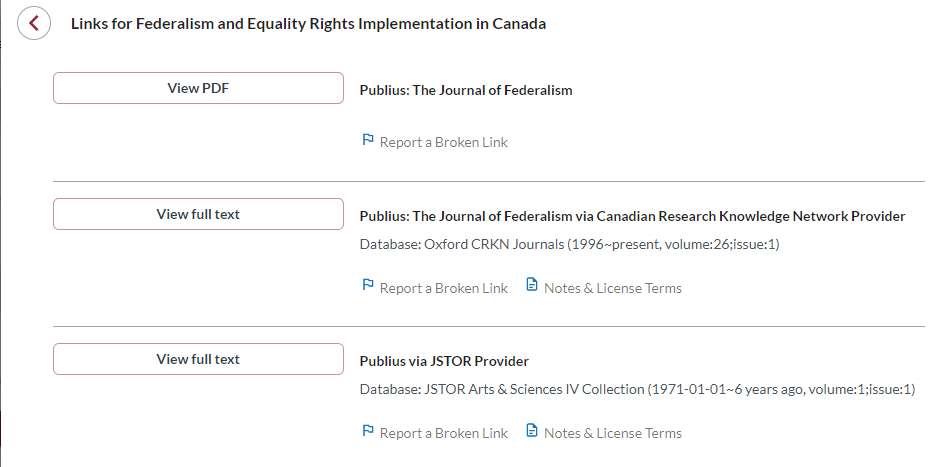 Links for Federalism and Equality Rights Implementation in Canada
View PDF
Publius: The Journal of Federalism
Report a Broken Link
View full text
Publius: The Journal of Federalism via Canadian Research Knowledge Network Provider
Database: Oxford CRKN Journals (1996~present, volume:26;issue:1)
Report a Broken Link Notes & License Terms
View full text
Publius via JSTOR Provider
Database: JSTOR Arts & Sciences IV Collection (1971-01-01~6 years ago, volume:1;issue:1)
Report a Broken Link Notes & License Terms